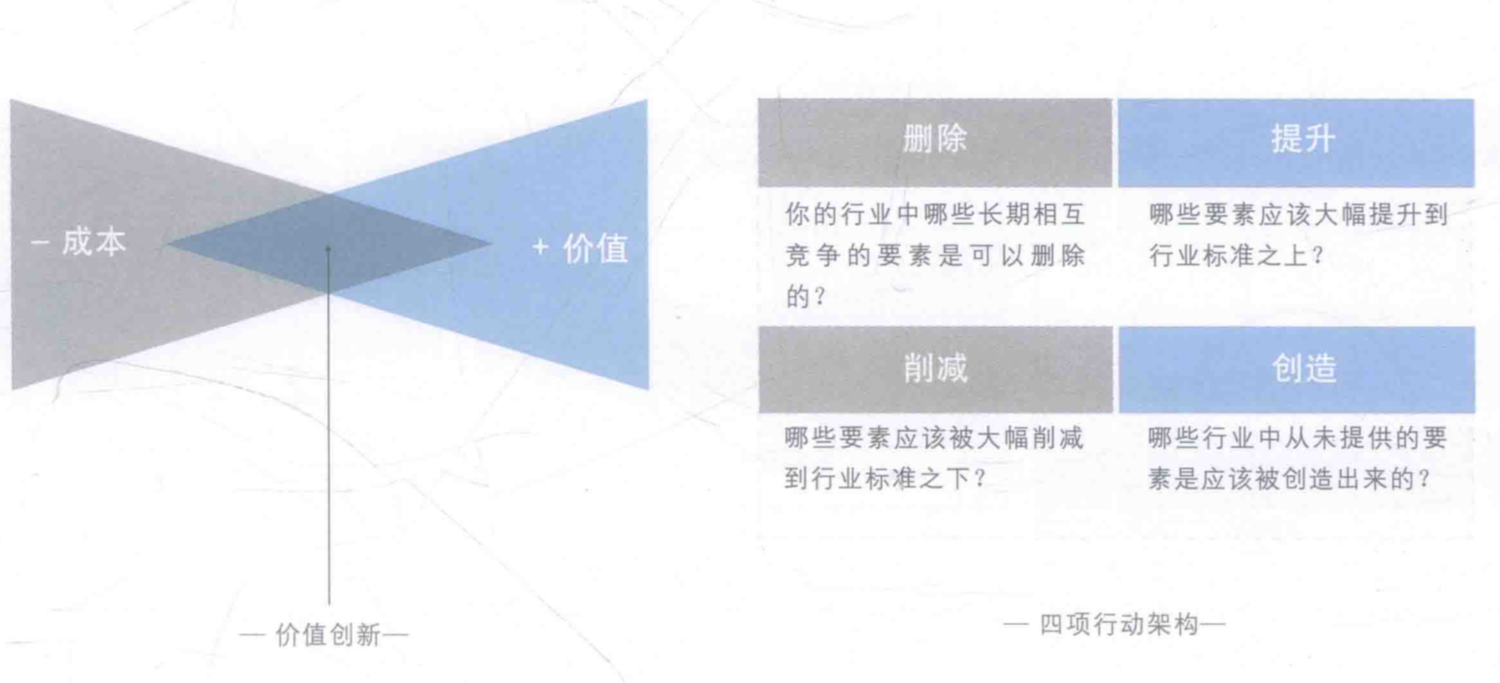 - 成本
+ 价值
— 价值创新—
删除
你的行业中哪些长期相互
竞争的要素是可以删除
的？
提升
哪些要素应该大幅提升到
行业标准之上？
削减
哪些要素应该被大幅削减
到行业标准之下？
创造
哪些行业中从未提供的要
素是应该被创造出来的？
— 四项行动架构—